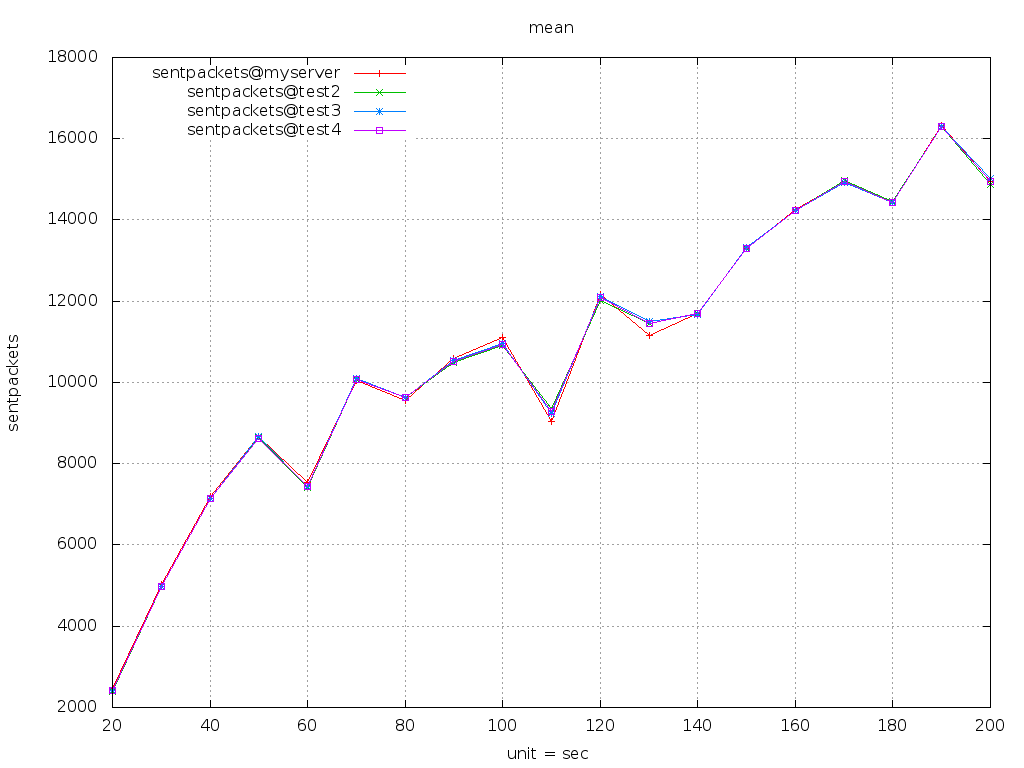 mean
18000
16000
14000
12000
10000
8000
6000
4000
2000
sentpackets
sentpackets@myserver
sentpackets@test2
sentpackets@test3
sentpackets@test4
20 40 60 80 100 120 140 160 180 200
unit = sec